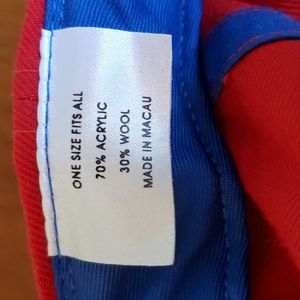 ONE SIZE FITS ALL
70% ACRYLIC
30% WOOL
MADE IN MACAU